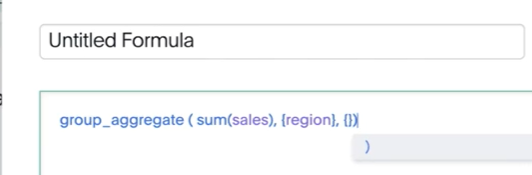 Untitled Formula
group_aggregate ( sum(sales), {region}, {})
)